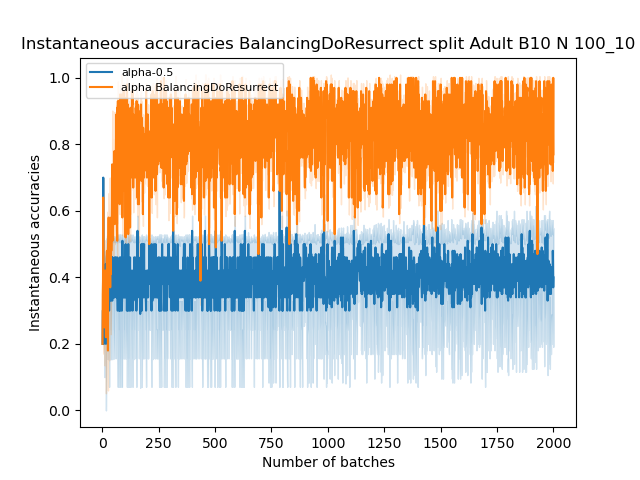 Instantaneous accuracies BalancingDoResurrect split Adult B10 N 100_10
alpha-0.5
alpha BalancingDoResurrect
1.0
0.8
0.6
0.4
0.2
0.0
Instantaneous accuracies
0 250 500 750 1000 1250 1500 1750 2000
Number of batches